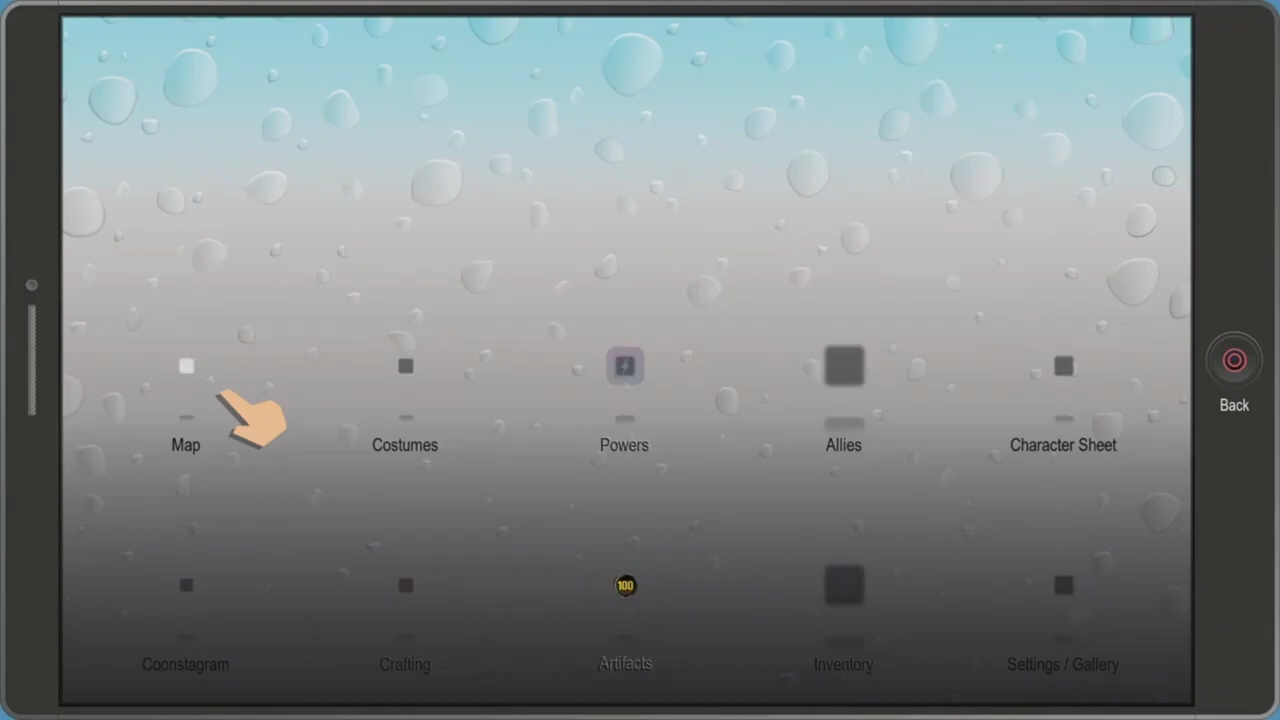 Map
Costumes
Powers
Allies
Character Sheet
Back
100
Coonstagram
Crafting
Artifacts
Inventory
Settings / Gallery